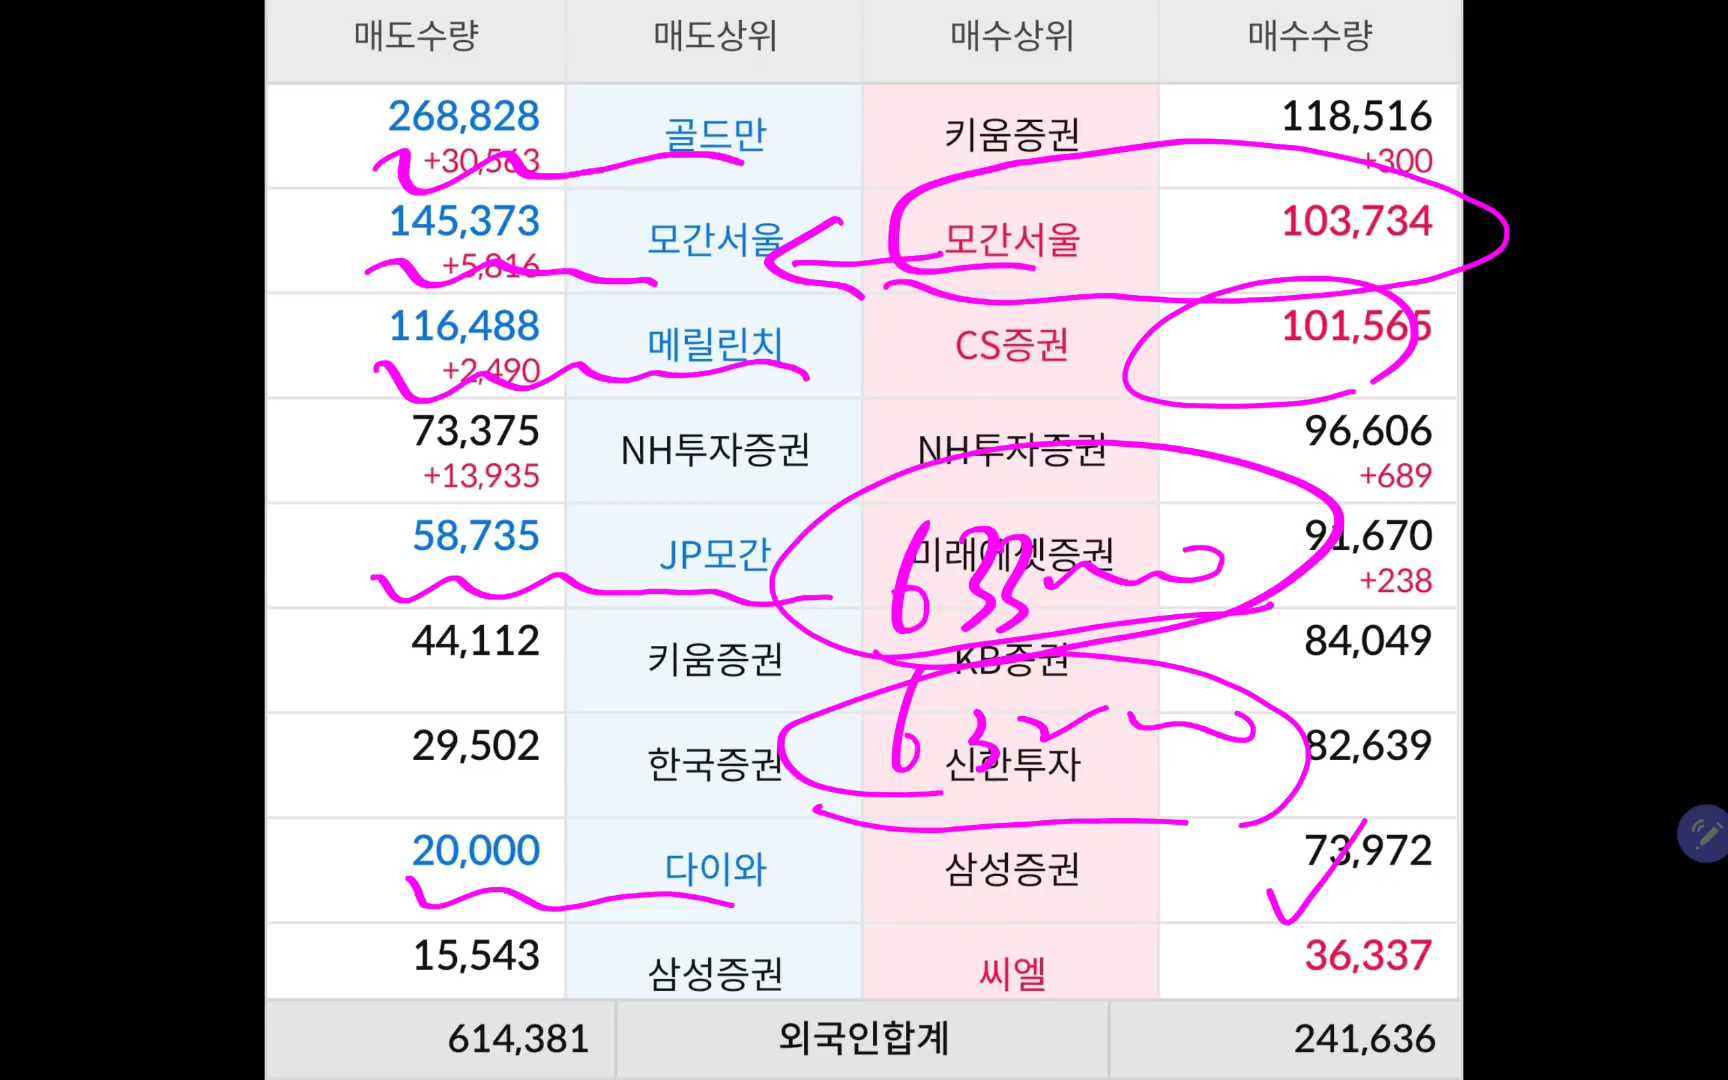 매도수량 매도상위 매수상위 매수수량
268,828 골드만 키움증권 118,516
+30,563 +300
145,373 모간서울 모간서울 103,734
+5,816
116,488 메릴린치 CS증권 101,565
+2,490
73,375 NH투자증권 NH투자증권 96,606
+13,935 +689
58,735 JP모간 미래에셋증권 91,670
+238
633
44,112 키움증권 KB증권 84,049
63
29,502 한국증권 신한투자 82,639
20,000 다이와 삼성증권 73,972
15,543 삼성증권 씨엘 36,337
614,381 외국인합계 241,636